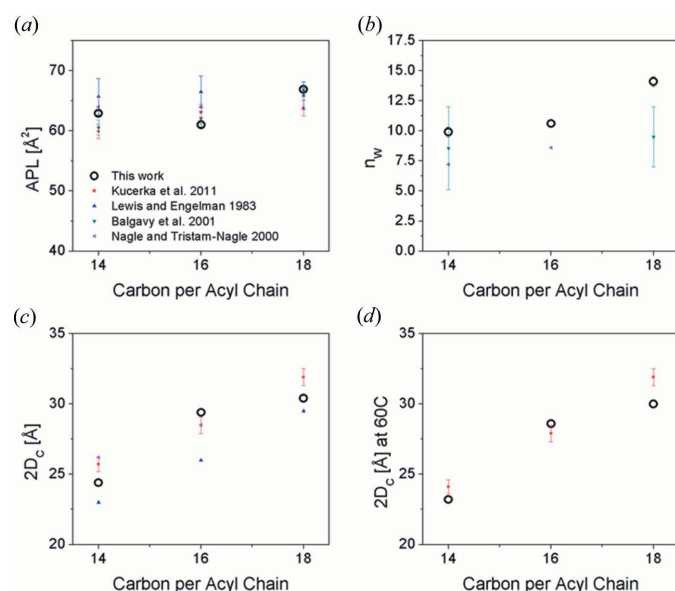 (a)
70
60
50
40
APL [Å²]
This work
Kucerka et al. 2011
Lewis and Engelman 1983
Balgavy et al. 2001
Nagle and Tristam-Nagle 2000
14 16 18
Carbon per Acyl Chain
(b)
17.5
15.0
12.5
10.0
7.5
5.0
2.5
0.0
n_w
14 16 18
Carbon per Acyl Chain
(c)
35
30
25
20
2D_c [Å]
14 16 18
Carbon per Acyl Chain
(d)
35
30
25
20
2D_c [Å] at 60C
14 16 18
Carbon per Acyl Chain